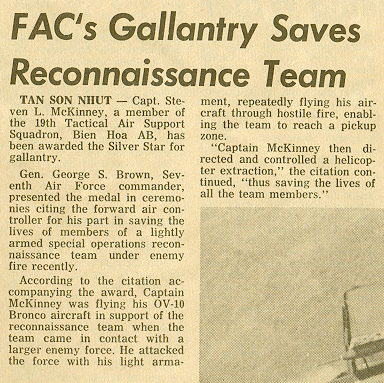 FAC's Gallantry Saves
Reconnaissance Team
TAN SON NHUT — Capt. Ste-
ven L. McKinney, a member of
the 19th Tactical Air Support
Squadron, Bien Hoa AB, has
been awarded the Silver Star for
gallantry.
Gen. George S. Brown, Sev-
enth Air Force commander,
presented the medal in ceremo-
nies citing the forward air con-
troller for his part in saving the
lives of members of a lightly
armed special operations recon-
naissance team under enemy
fire recently.
According to the citation ac-
companying the award, Captain
McKinney was flying his OV-10
Bronco aircraft in support of the
reconnaissance team when the
team came in contact with a
larger enemy force. He attacked
the force with his light arma-
ment, repeatedly flying his air-
craft through hostile fire, enabl-
ing the team to reach a pickup
zone.
"Captain McKinney then di-
rected and controlled a helicop-
ter extraction," the citation con-
tinued, "thus saving the lives of
all the team members."